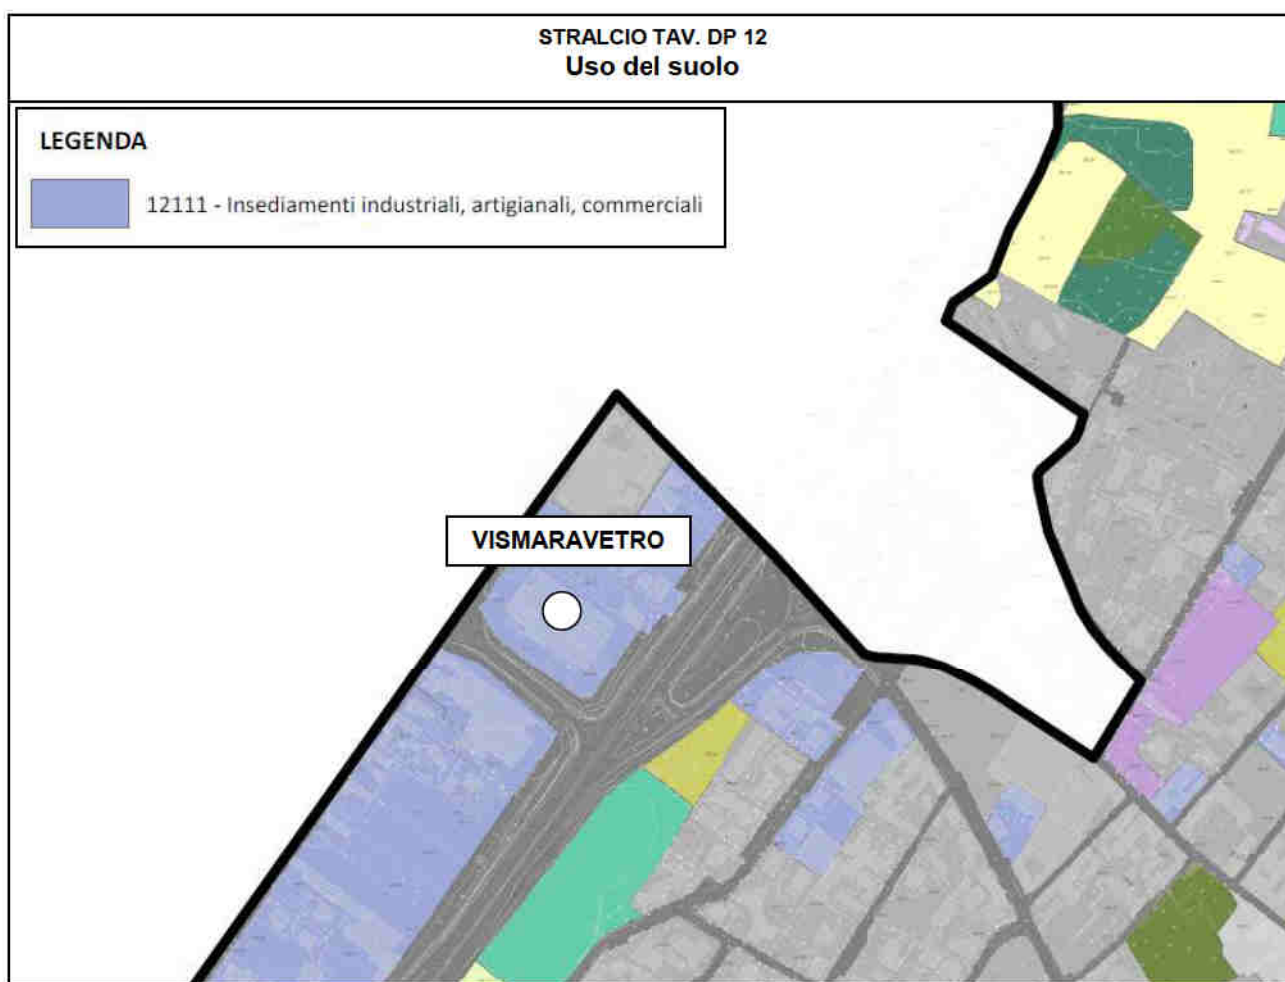 STRALCIO TAV. DP 12
Uso del suolo
LEGENDA
12111 - Insediamenti industriali, artigianali, commerciali
VISMARAVETRO